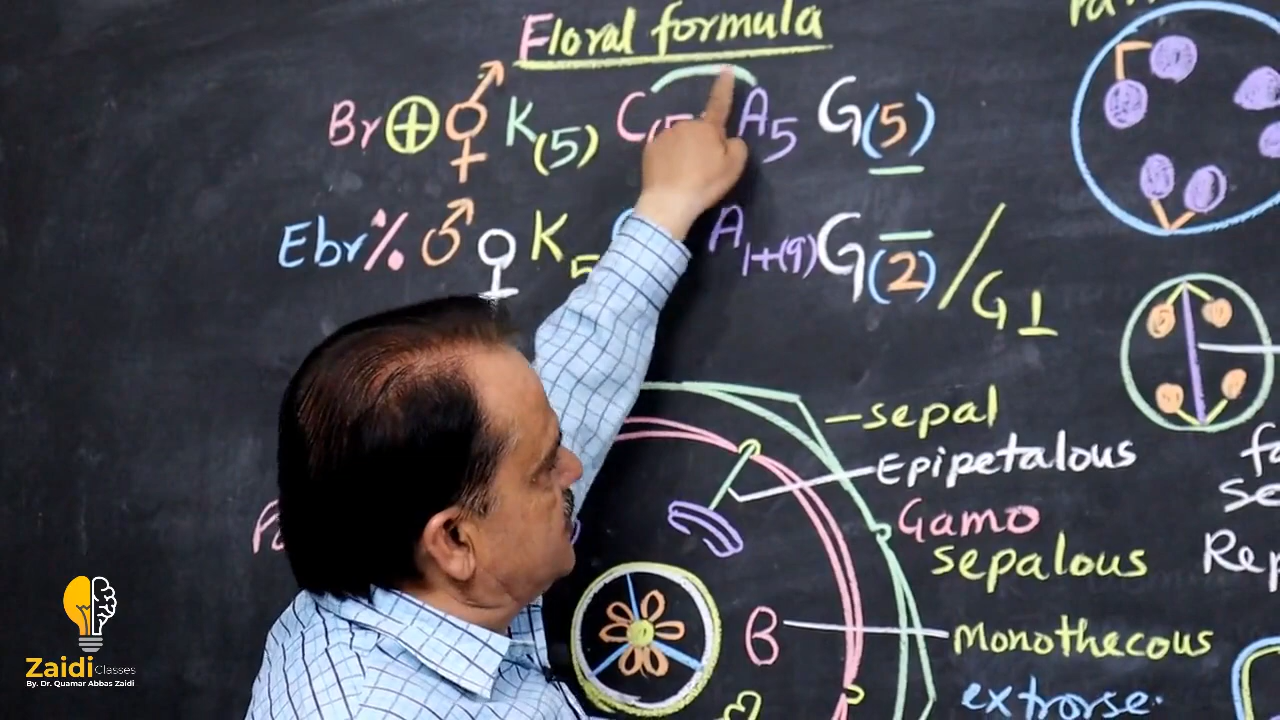 Floral formula
Br ⊕ ⚥ K(5) C(5) A5 G(5)
Ebr % ♂ ♀ K5 A1+(9) G(2) / G1
sepal
Epipetalous
Gamo
sepalous
B
Monothecous
extrorse.
Rep
Zaidi Classes
By. Dr. Quamar Abbas Zaidi